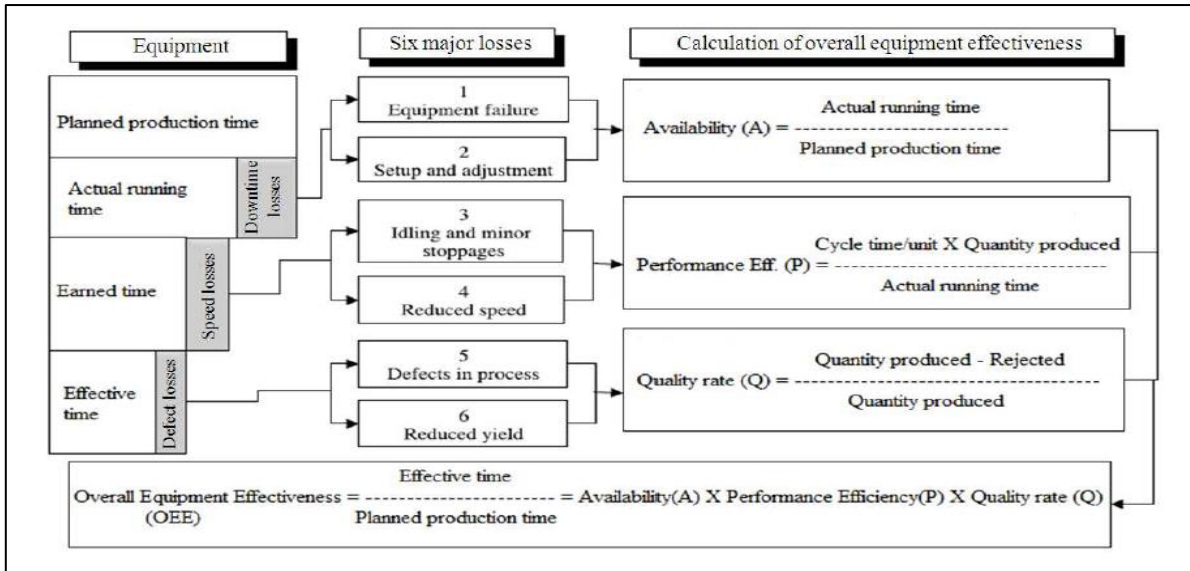 Equipment
Six major losses
Calculation of overall equipment effectiveness
Planned production time
Actual running
time
Downtime
losses
Earned time
Speed losses
Effective
time
Defect losses
1
Equipment failure
2
Setup and adjustment
3
Idling and minor
stoppages
4
Reduced speed
5
Defects in process
6
Reduced yield
Actual running time
Availability (A) = ---------------------------
Planned production time
Cycle time/unit X Quantity produced
Performance Eff. (P) = ---------------------------------------
Actual running time
Quantity produced - Rejected
Quality rate (Q) = -------------------------------------
Quantity produced
Effective time
Overall Equipment Effectiveness = ----------------------- = Availability(A) X Performance Efficiency(P) X Quality rate (Q)
(OEE)
Planned production time